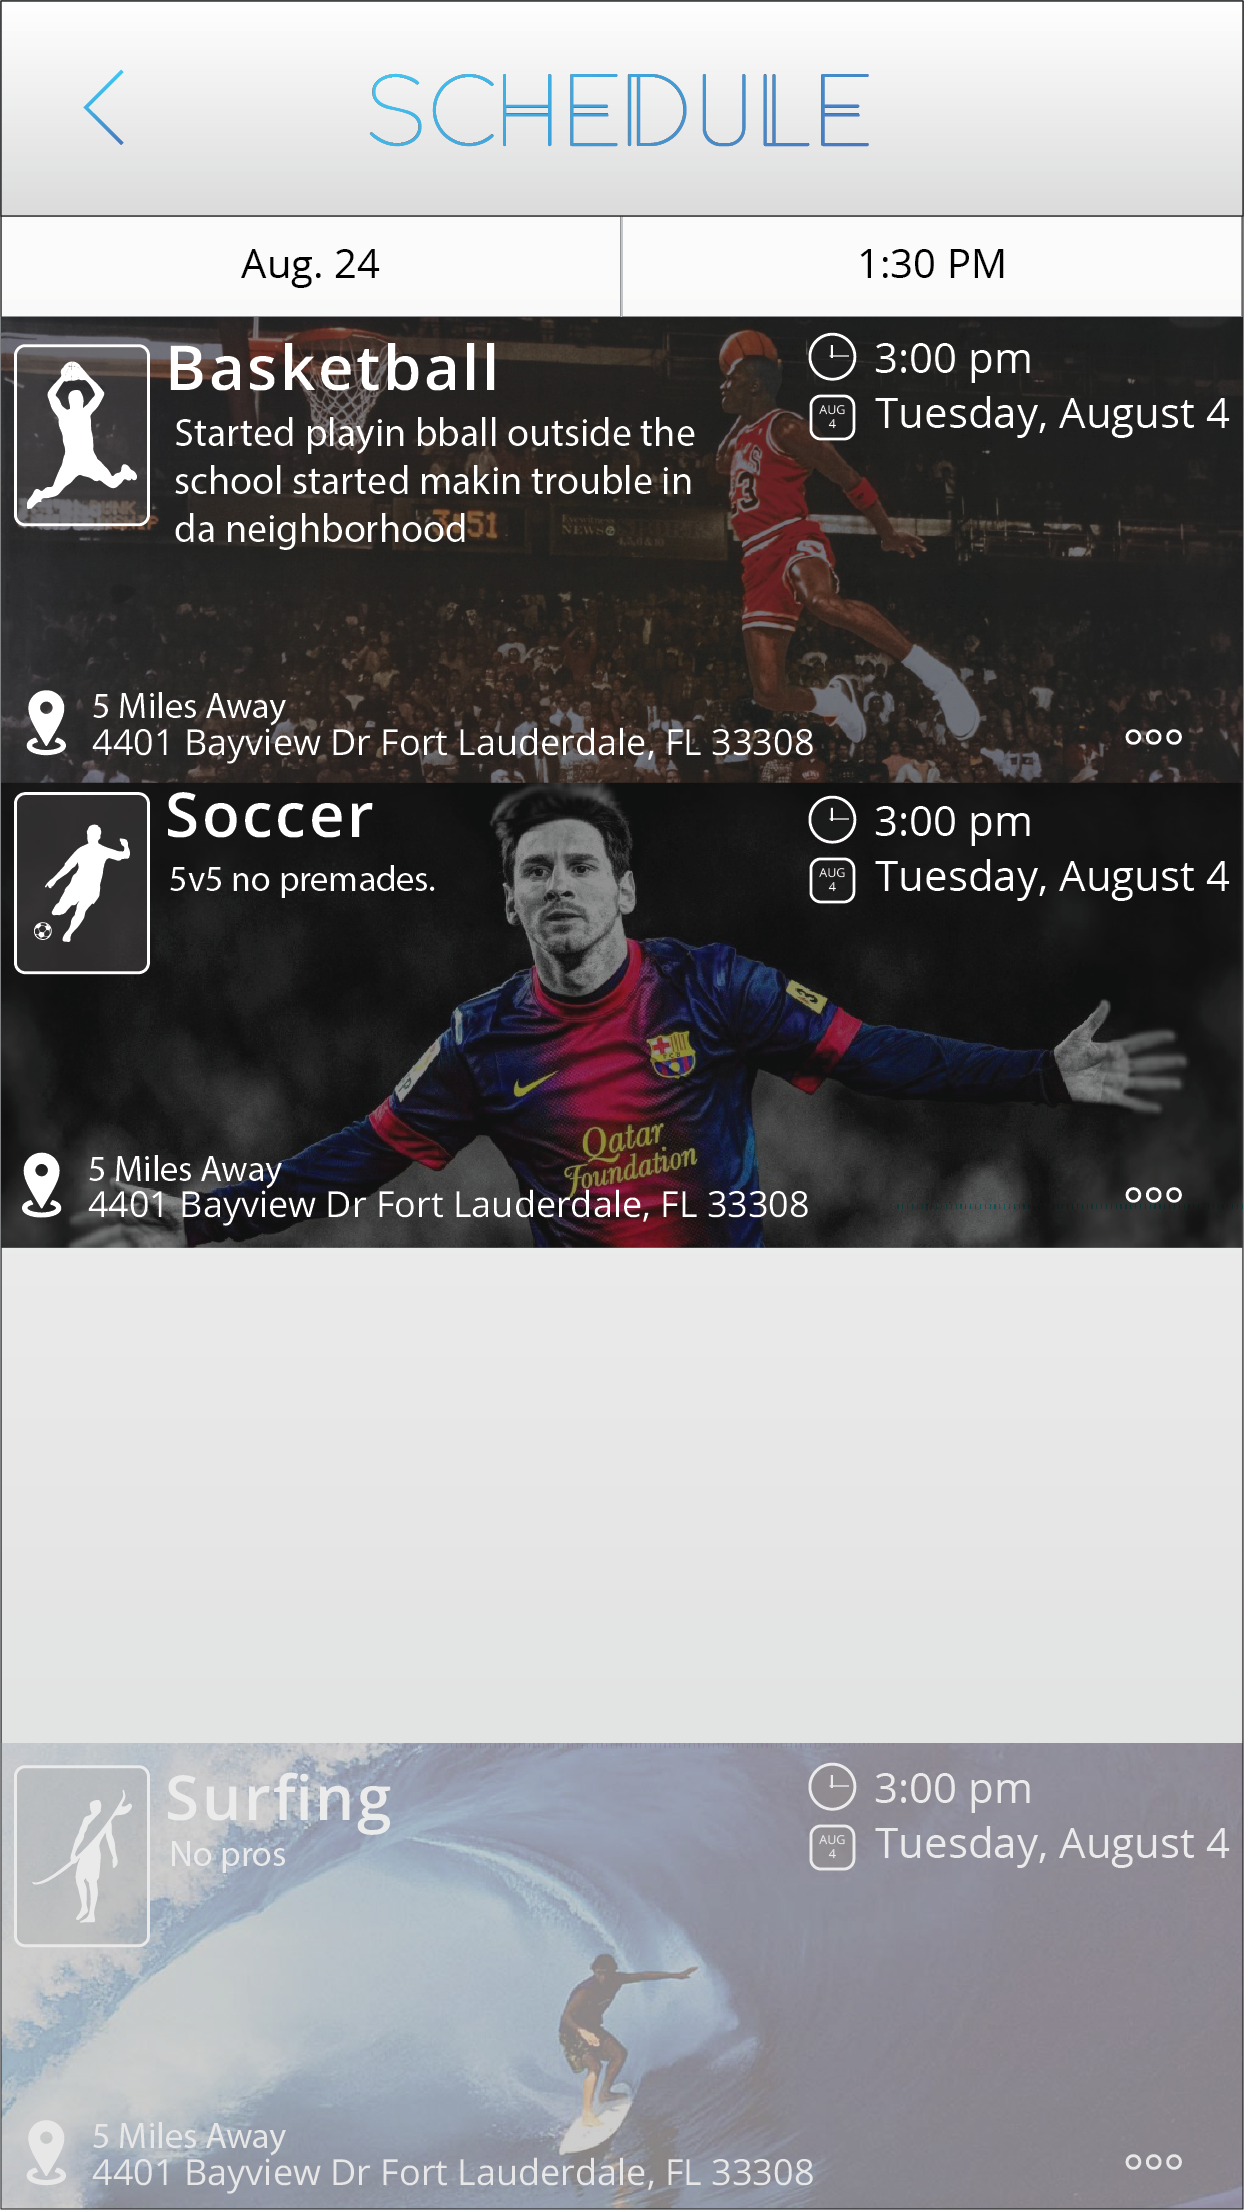 SCHEDULE
Aug. 24
1:30 PM
Basketball
Started playin bball outside the
school started makin trouble in
da neighborhood
3:00 pm
AUG
4
Tuesday, August 4
23
3 51
NEWS
5 Miles Away
4401 Bayview Dr Fort Lauderdale, FL 33308
Soccer
5v5 no premades.
3:00 pm
AUG
4
Tuesday, August 4
Qatar
Foundation
5 Miles Away
4401 Bayview Dr Fort Lauderdale, FL 33308
Surfing
No pros
3:00 pm
AUG
4
Tuesday, August 4
5 Miles Away
4401 Bayview Dr Fort Lauderdale, FL 33308